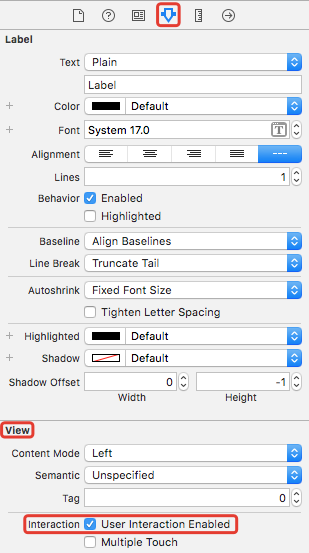 Label
Text Plain
Label
Color Default
Font System 17.0 T
Alignment ---
Lines 1
Behavior Enabled
Highlighted
Baseline Align Baselines
Line Break Truncate Tail
Autoshrink Fixed Font Size
Tighten Letter Spacing
Highlighted Default
Shadow Default
Shadow Offset 0 -1
Width Height
View
Content Mode Left
Semantic Unspecified
Tag 0
Interaction User Interaction Enabled
Multiple Touch